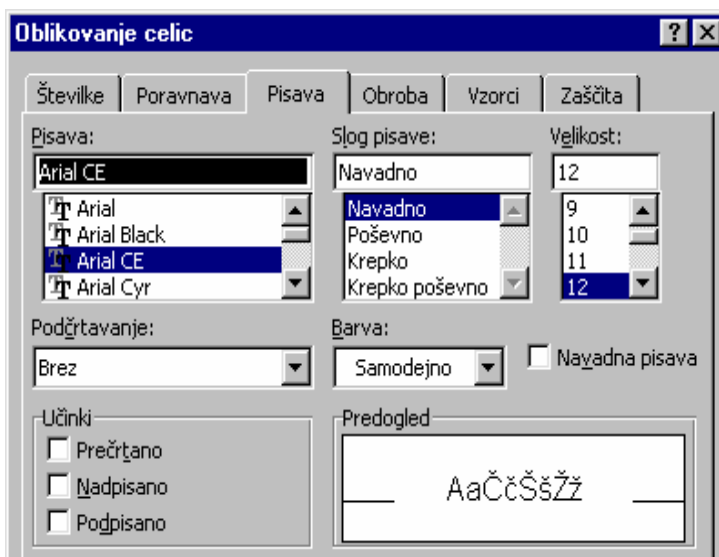 Oblikovanje celic
Številke Poravnava Pisava Obroba Vzorci Zaščita
Pisava: Slog pisave: Velikost:
Arial CE Navadno 12
Arial Navadno 9
Arial Black Poševno 10
Arial CE Krepko 11
Arial Cyr Krepko poševno 12
Podčrtavanje: Barva:
Brez Samodejno Navadna pisava
Učinki Predogled
Prečrtano
Nadpisano AaČčŠšŽž
Podpisano